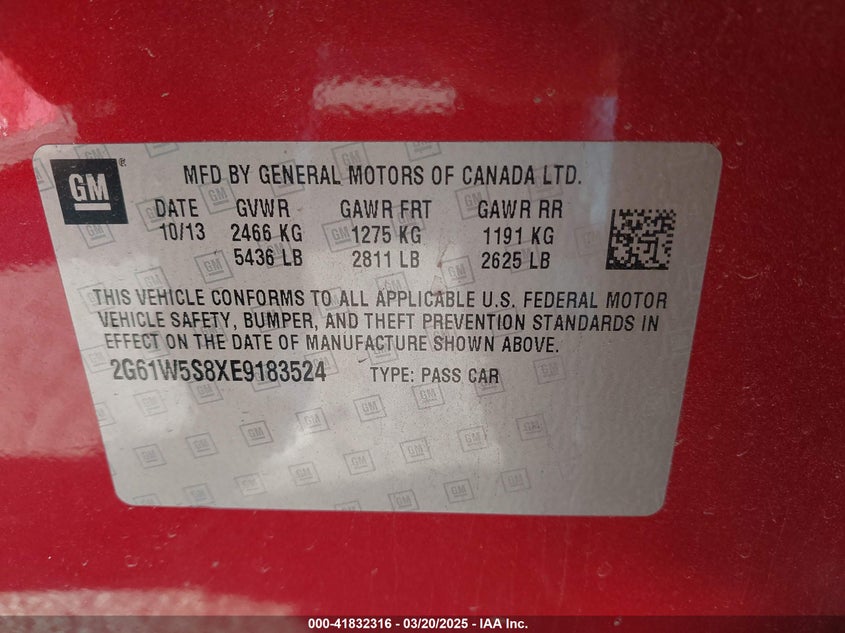 GM
MFD BY GENERAL MOTORS OF CANADA LTD.
DATE GVWR GAWR FRT GAWR RR
10/13 2466 KG 1275 KG 1191 KG
5436 LB 2811 LB 2625 LB
THIS VEHICLE CONFORMS TO ALL APPLICABLE U.S. FEDERAL MOTOR
VEHICLE SAFETY, BUMPER, AND THEFT PREVENTION STANDARDS IN
EFFECT ON THE DATE OF MANUFACTURE SHOWN ABOVE.
2G61W5S8XE9183524 TYPE: PASS CAR
000-41832316 - 03/20/2025 - IAA Inc.